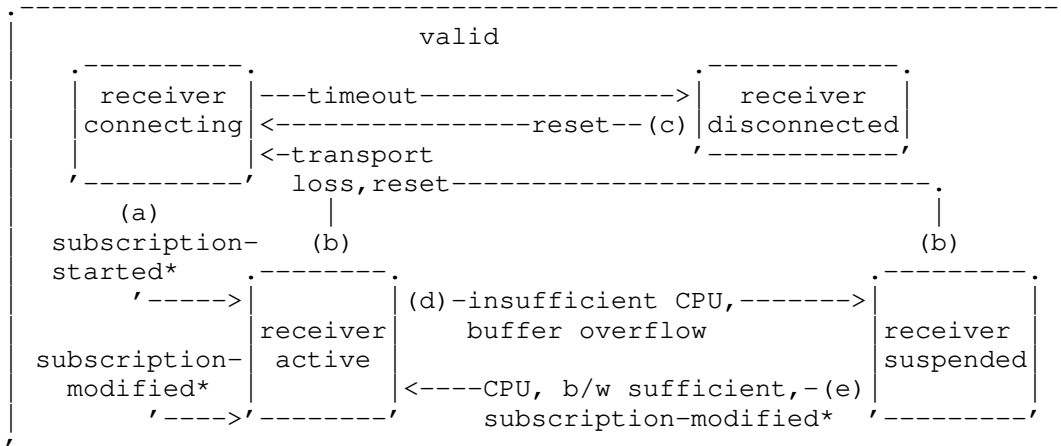 valid
receiver ---timeout----------------> receiver
connecting <----------------reset--(c) disconnected
<-transport
loss,reset------------------------------.
(a)
subscription- (b) (b)
started*
'-----> (d)-insufficient CPU,------->
receiver buffer overflow receiver
subscription- active suspended
modified* <----CPU, b/w sufficient,-(e)
'----> subscription-modified*